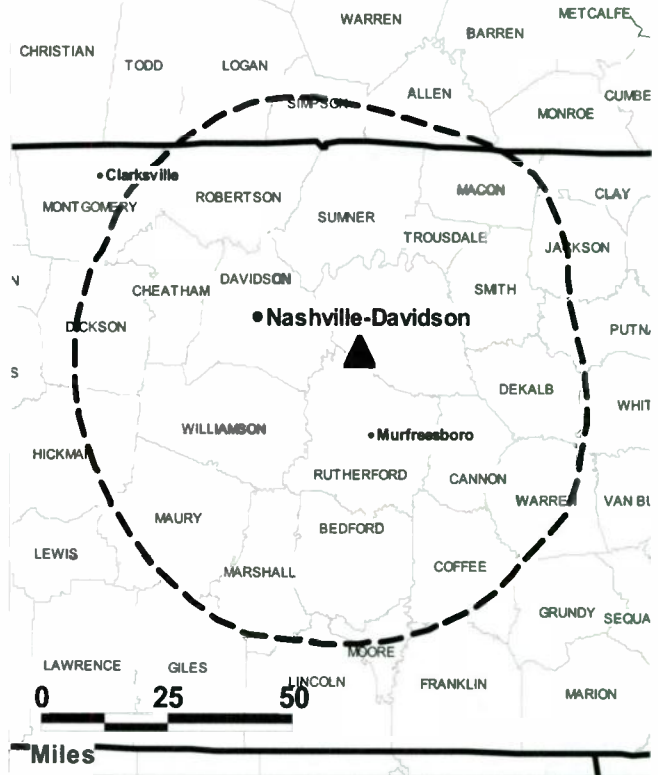 WARREN
METCALFE
BARREN
CHRISTIAN
TODD
LOGAN
ALLEN
CUMBE
SIMPSON
MONROE
Clarksville
MONTGOMERY
ROBERTSON
MACON
CLAY
SUMNER
TROUSDALE
JACKSON
N
CHEATHAM
DAVIDSON
SMITH
Nashville-Davidson
DICKSON
PUTNA
S
DEKALB
WHIT
WILLIAMSON
Murfreesboro
HICKMAN
RUTHERFORD
CANNON
WARREN
VAN BU
MAURY
BEDFORD
LEWIS
MARSHALL
COFFEE
GRUNDY
SEQUA
MOORE
LAWRENCE
GILES
LINCOLN
FRANKLIN
MARION
0 25 50
Miles